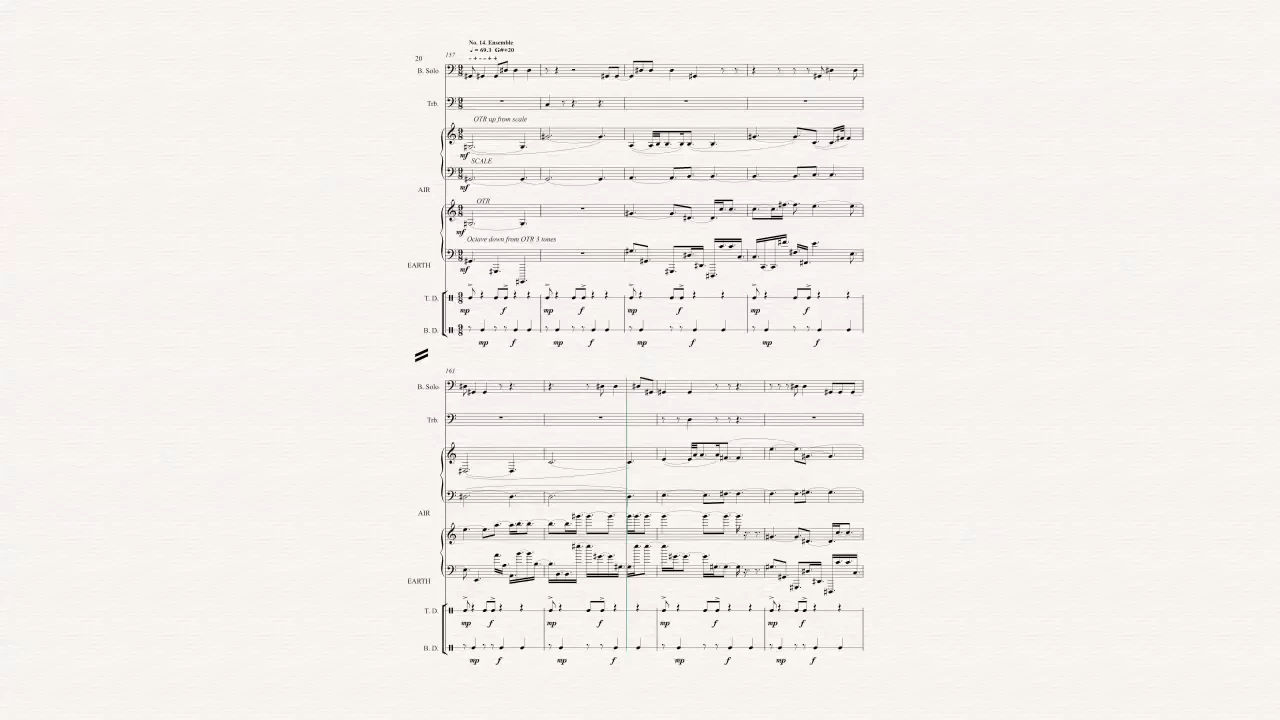 No. 14. Ensemble
♩ = 69.3 G#+20
20
157
- + - - + +
B. Solo
Trb.
OTR up from scale
mf
SCALE
mf
AIR
OTR
mf
Octave down from OTR 3 tones
EARTH
mf
T. D.
mp f mp f mp f mp f
B. D.
mp f mp f mp f mp f
161
B. Solo
Trb.
AIR
EARTH
T. D.
mp f mp f mp f mp f
B. D.
mp f mp f mp f mp f